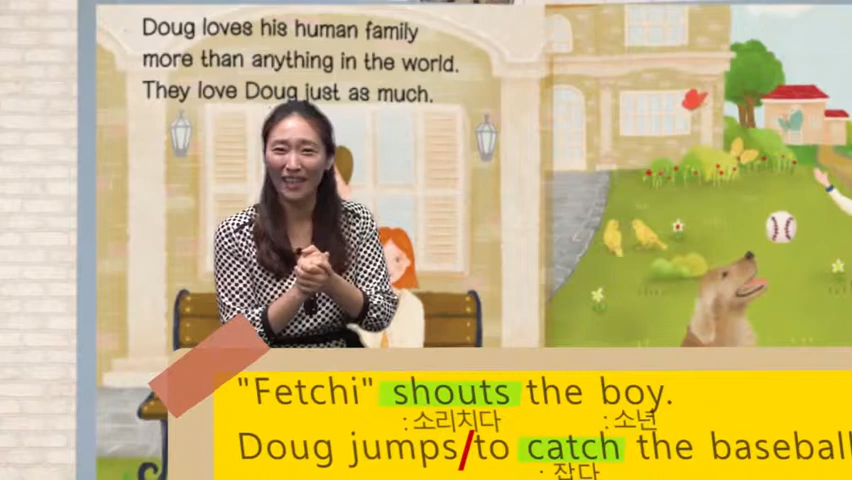 Doug loves his human family
more than anything in the world.
They love Doug just as much.
"Fetchi" shouts the boy.
: 소리치다 : 소년
Doug jumps/to catch the baseball
: 잡다